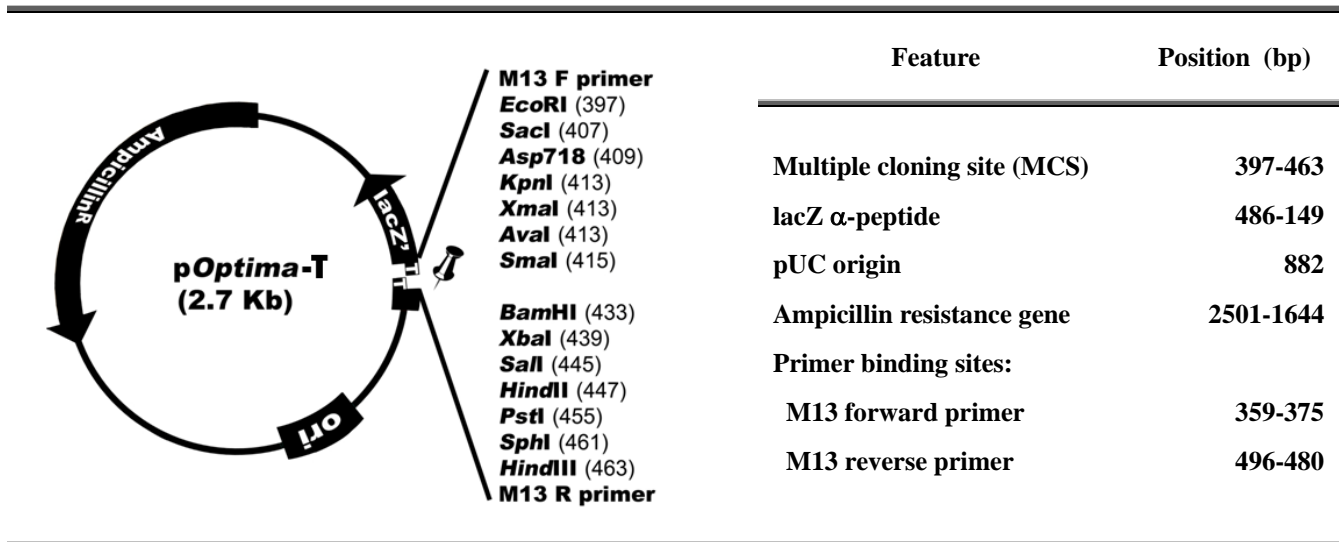 AmpicillinR
lacZ'
T
T
pOptima-T
(2.7 Kb)
ori
M13 F primer
EcoRI (397)
SacI (407)
Asp718 (409)
KpnI (413)
XmaI (413)
AvaI (413)
SmaI (415)
BamHI (433)
XbaI (439)
SalI (445)
HindII (447)
PstI (455)
SphI (461)
HindIII (463)
M13 R primer
Feature Position (bp)
Multiple cloning site (MCS) 397-463
lacZ α-peptide 486-149
pUC origin 882
Ampicillin resistance gene 2501-1644
Primer binding sites:
M13 forward primer 359-375
M13 reverse primer 496-480